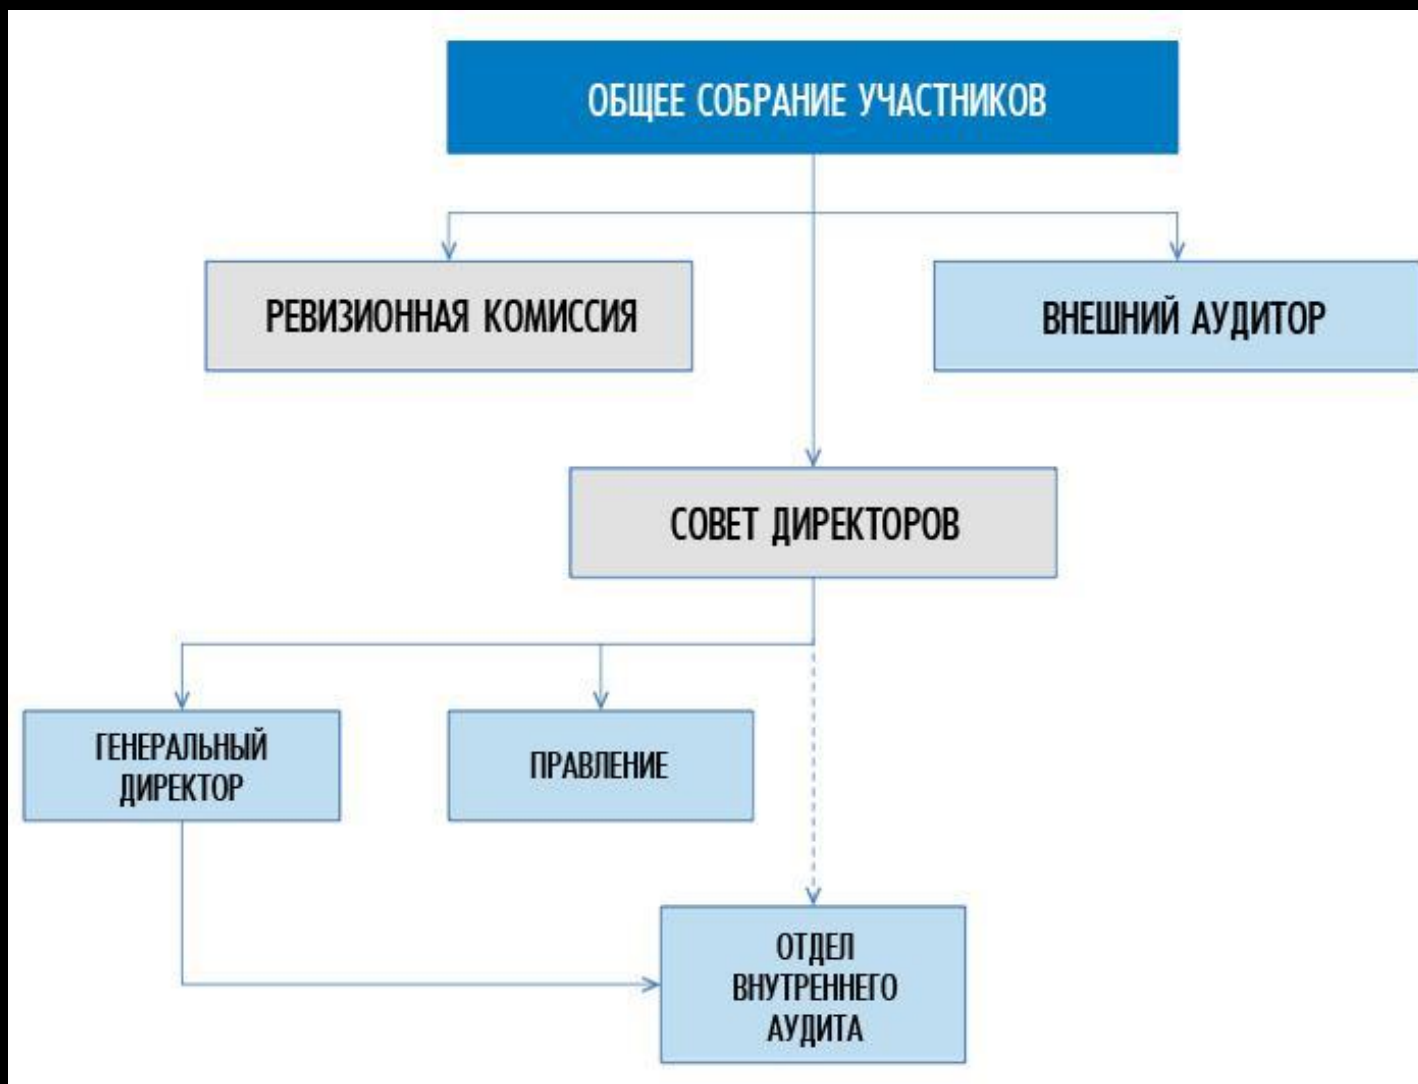 ОБЩЕЕ СОБРАНИЕ УЧАСТНИКОВ
РЕВИЗИОННАЯ КОМИССИЯ
ВНЕШНИЙ АУДИТОР
СОВЕТ ДИРЕКТОРОВ
ГЕНЕРАЛЬНЫЙ
ДИРЕКТОР
ПРАВЛЕНИЕ
ОТДЕЛ
ВНУТРЕННЕГО
АУДИТА